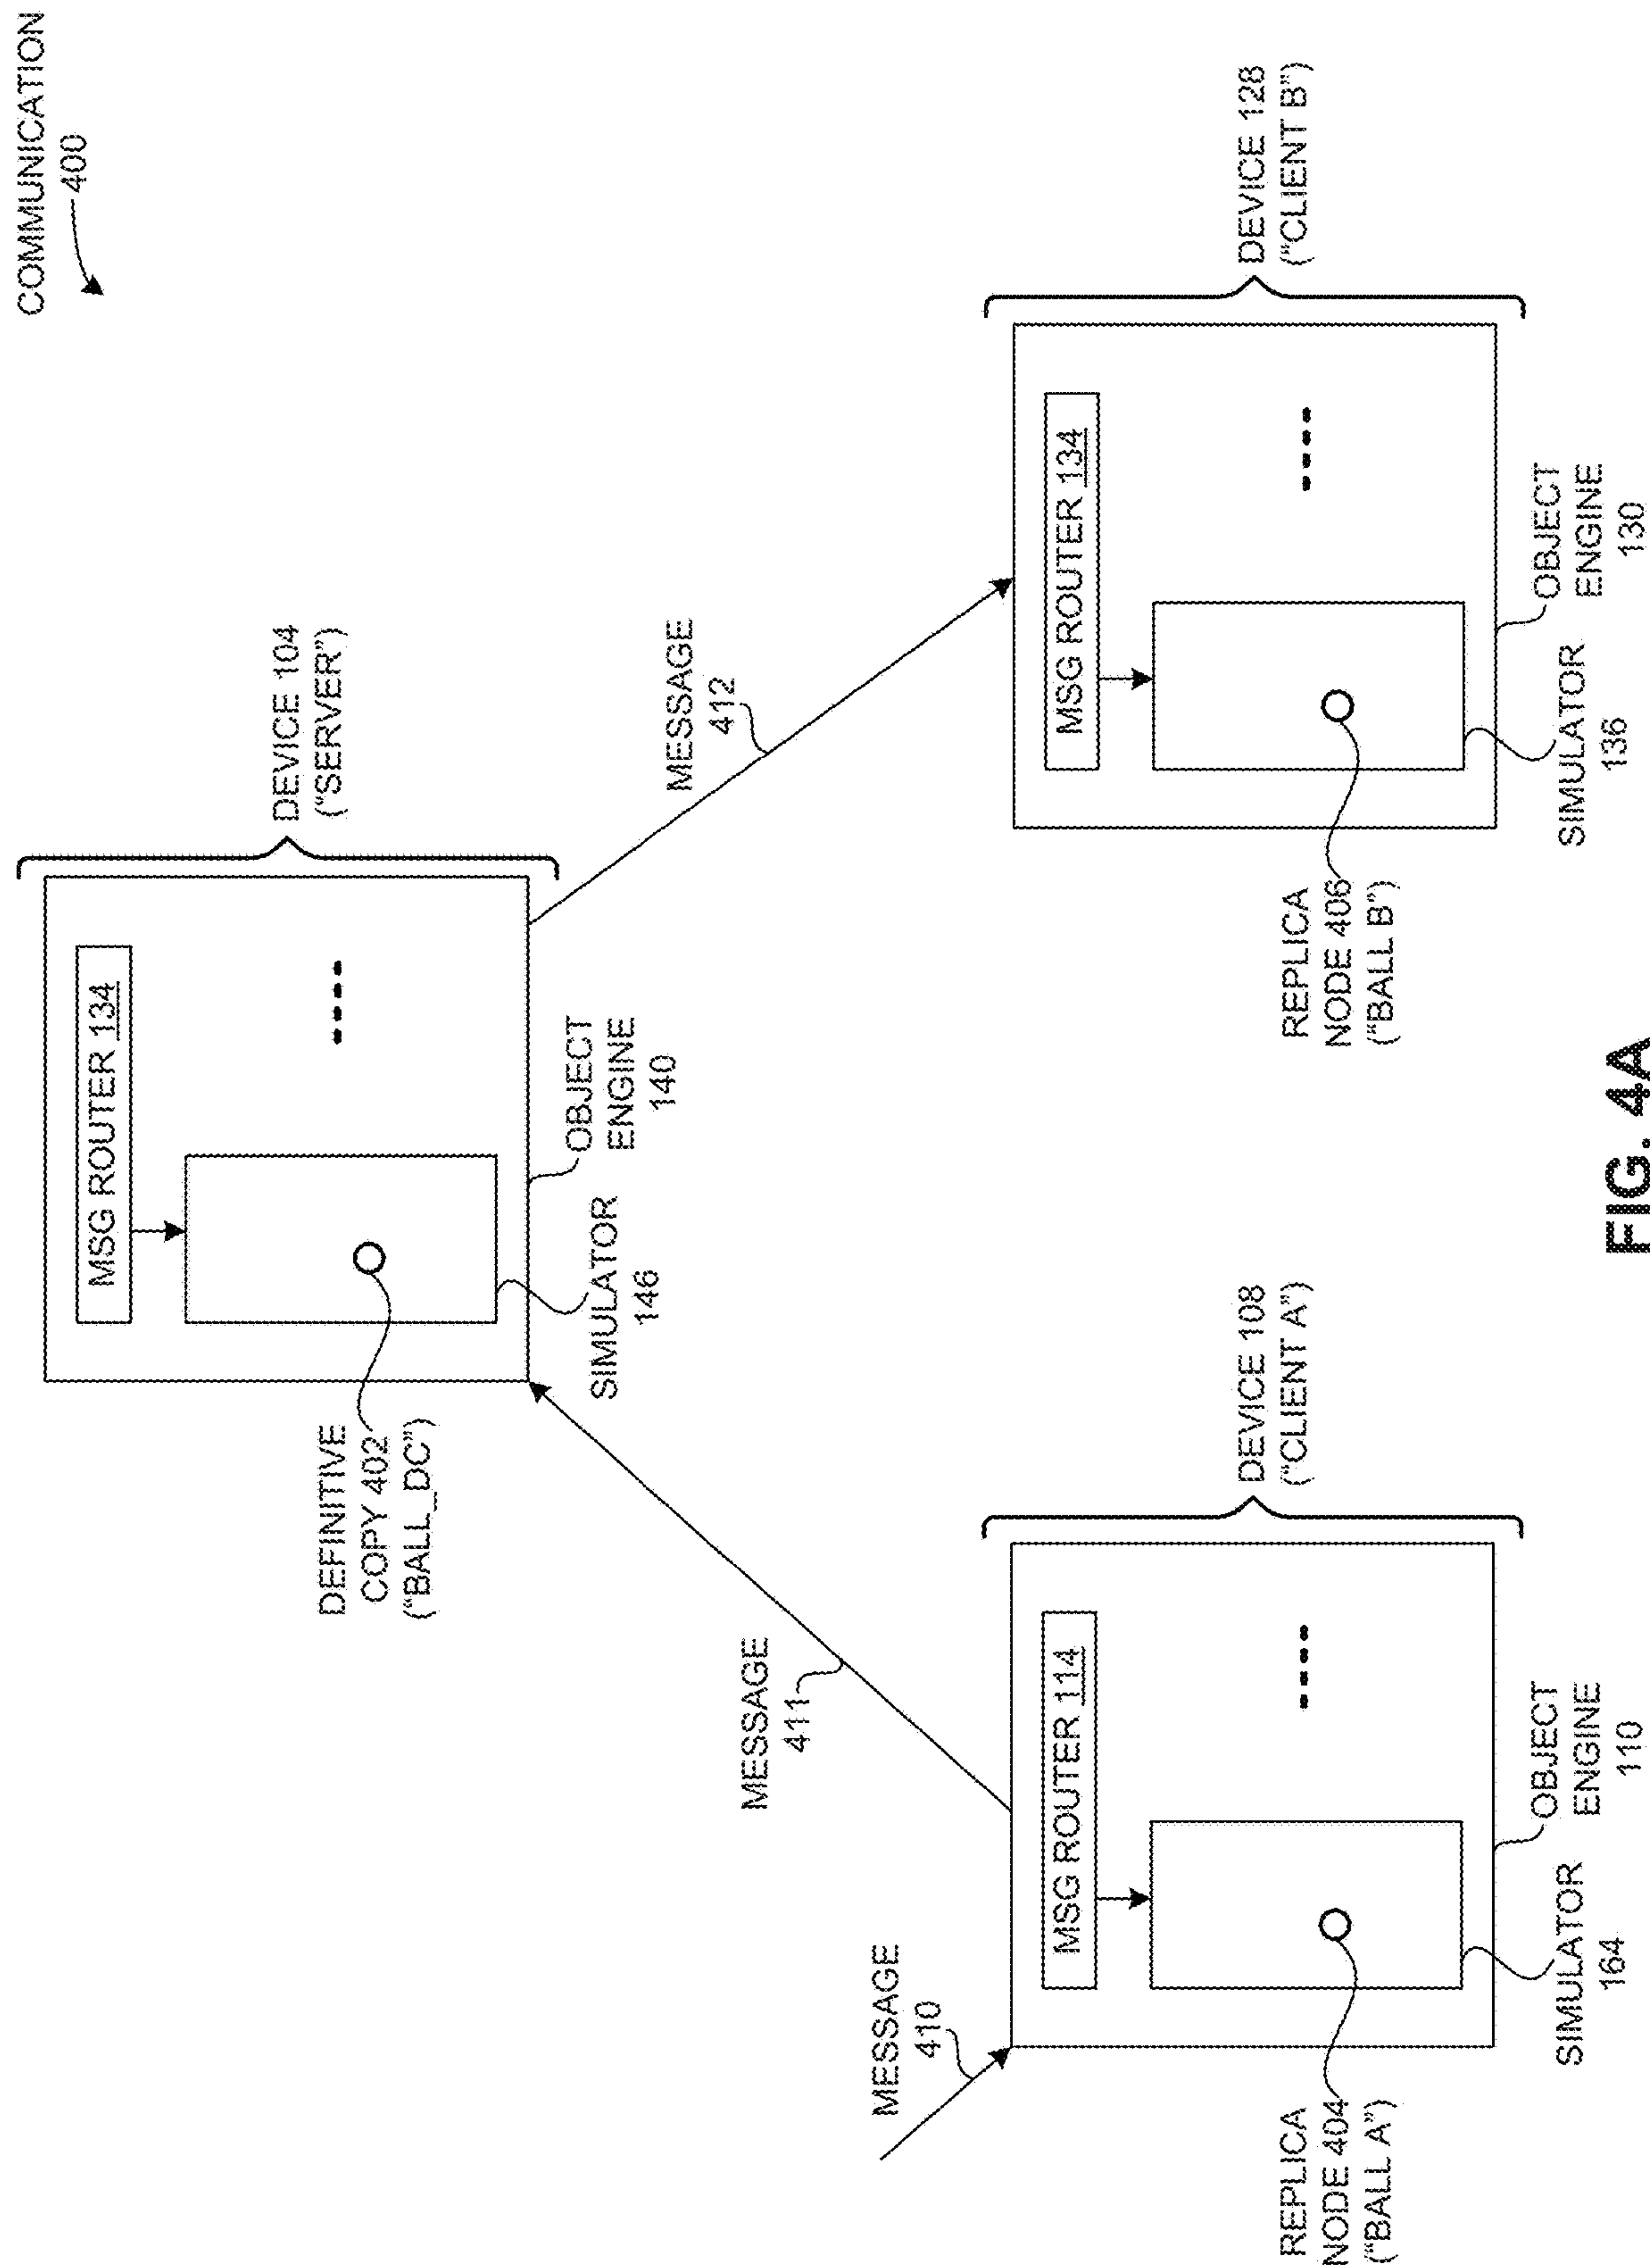 COMMUNICATION
400
DEVICE 104
("SERVER")
MSG ROUTER 134
DEFINITIVE
COPY 402
("BALL_DC")
SIMULATOR
146
OBJECT
ENGINE
140
MESSAGE
410
MESSAGE
411
MESSAGE
412
DEVICE 108
("CLIENT A")
MSG ROUTER 114
REPLICA
NODE 404
("BALL A")
SIMULATOR
164
OBJECT
ENGINE
110
DEVICE 128
("CLIENT B")
MSG ROUTER 134
REPLICA
NODE 406
("BALL B")
SIMULATOR
136
OBJECT
ENGINE
130
FIG. 4A